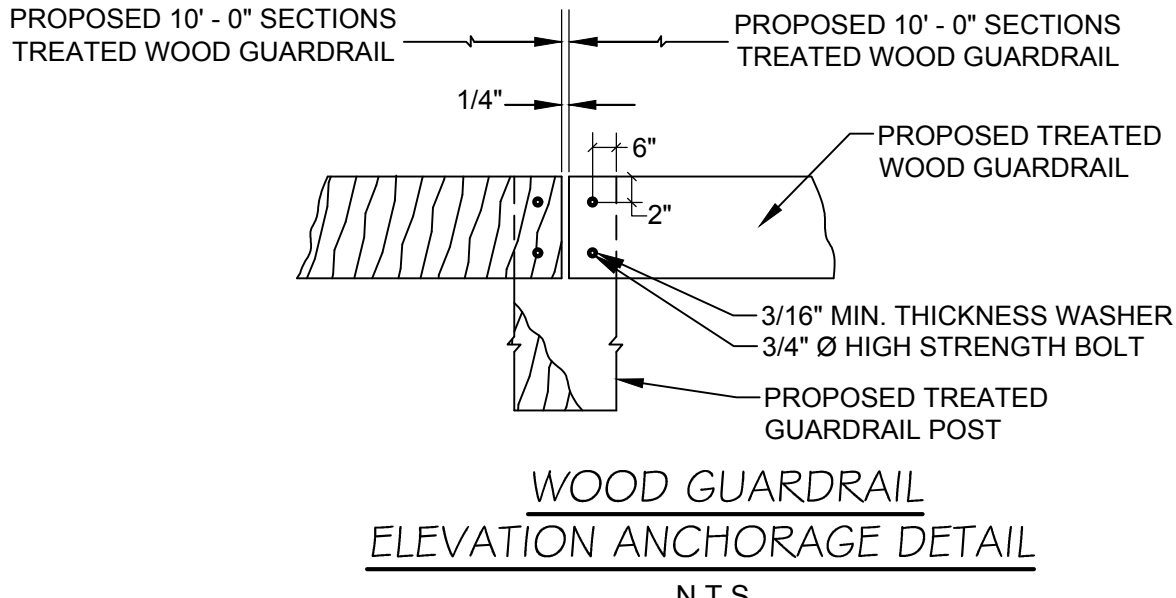 PROPOSED 10' - 0" SECTIONS
TREATED WOOD GUARDRAIL
PROPOSED 10' - 0" SECTIONS
TREATED WOOD GUARDRAIL
1/4"
6"
PROPOSED TREATED
WOOD GUARDRAIL
2"
3/16" MIN. THICKNESS WASHER
3/4" Ø HIGH STRENGTH BOLT
PROPOSED TREATED
GUARDRAIL POST
WOOD GUARDRAIL
ELEVATION ANCHORAGE DETAIL
N.T.S.